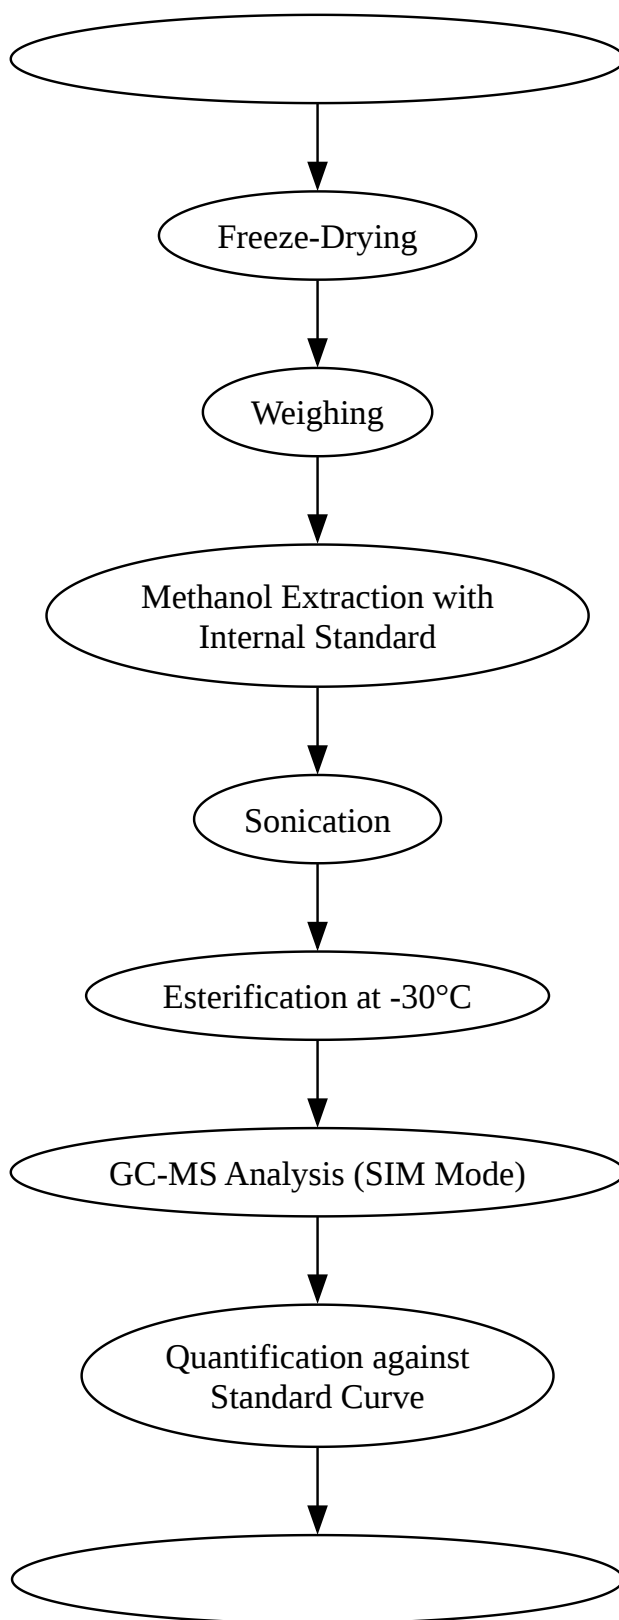 Freeze-Drying
Weighing
Methanol Extraction with
Internal Standard
Sonication
Esterification at -30°C
GC-MS Analysis (SIM Mode)
Quantification against
Standard Curve